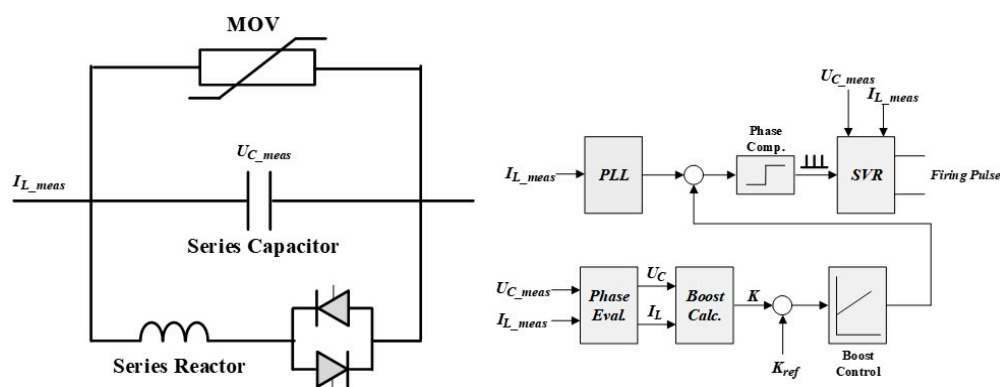 MOV
U_C_meas
I_L_meas
Series Capacitor
Series Reactor
U_C_meas
I_L_meas
Phase
Comp.
I_L_meas
PLL
SVR
Firing Pulse
U_C_meas
I_L_meas
Phase
Eval.
U_C
I_L
Boost
Calc.
K
K_ref
Boost
Control